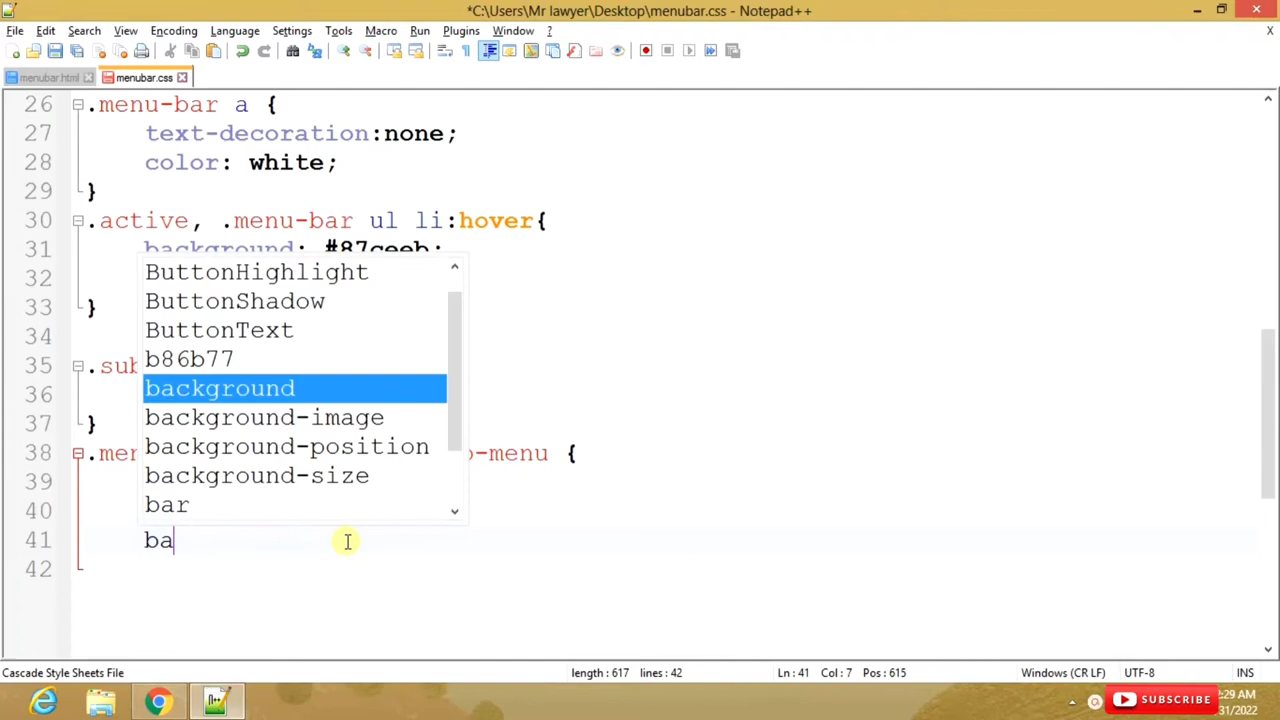 *C:\Users\Mr lawyer\Desktop\menubar.css - Notepad++
File Edit Search View Encoding Language Settings Tools Macro Run Plugins Window ? X
menubar.html menubar.css
26 .menu-bar a {
27 text-decoration:none;
28 color: white;
29 }
30 .active, .menu-bar ul li:hover{
31 background: #87ceeb;
32
33 }
34
35 .sub
36
37 }
38 .men -menu {
39
40
41 ba
42
ButtonHighlight
ButtonShadow
ButtonText
b86b77
background
background-image
background-position
background-size
bar
Cascade Style Sheets File length : 617 lines : 42 Ln : 41 Col : 7 Pos : 615 Windows (CR LF) UTF-8 INS
SUBSCRIBE
:29 AM
/31/2022